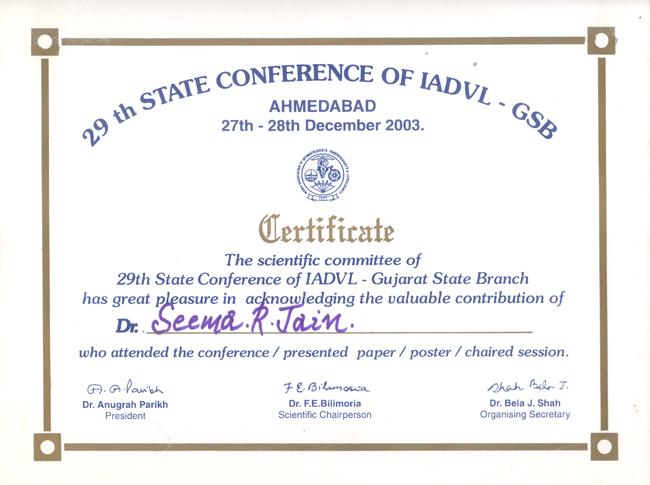 29 th STATE CONFERENCE OF IADVL - GSB
AHMEDABAD
27th - 28th December 2003.
Certificate
The scientific committee of
29th State Conference of IADVL - Gujarat State Branch
has great pleasure in acknowledging the valuable contribution of
Dr. Seema.R.Jain.
who attended the conference / presented paper / poster / chaired session.
A. A. Parikh F. E. Bilimoria Shah Bela J.
Dr. Anugrah Parikh Dr. F.E.Bilimoria Dr. Bela J. Shah
President Scientific Chairperson Organising Secretary